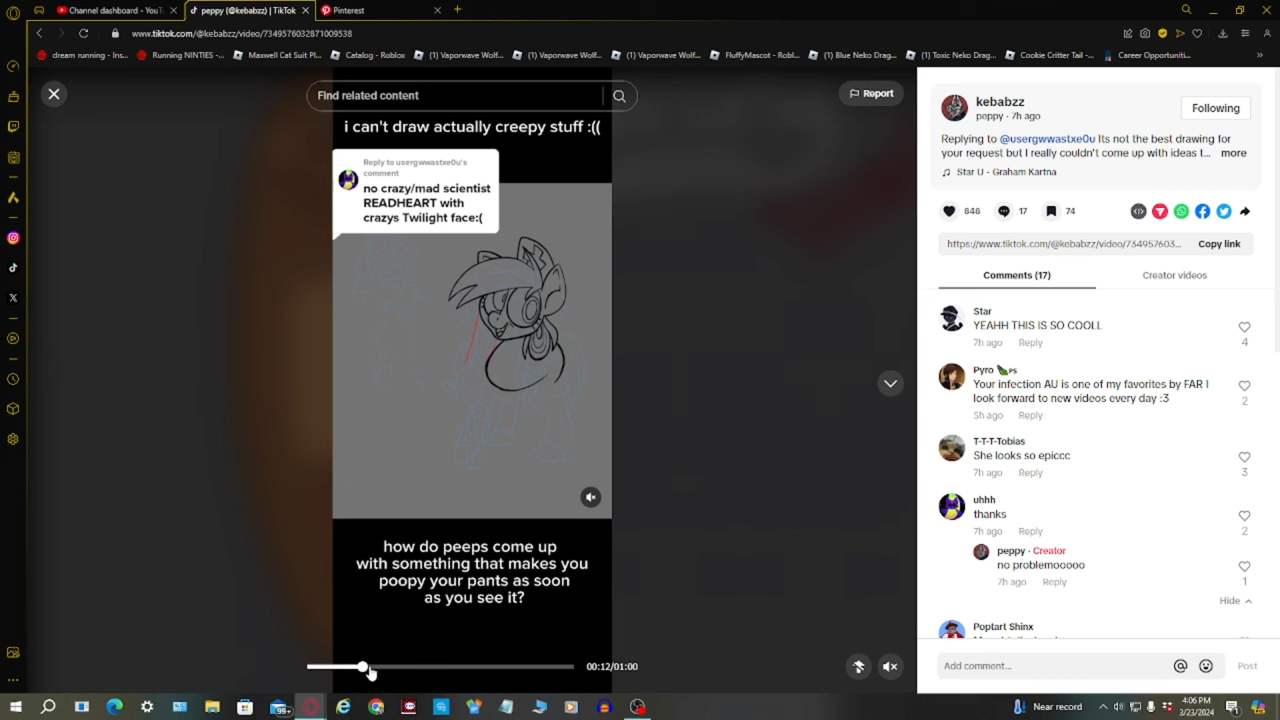 Channel dashboard - YouT
peppy (@kebabzz) | TikTok
Pinterest
www.tiktok.com/@kebabzz/video/7349576032871009538
dream running - Ins...
Running NINTIES -...
Maxwell Cat Suit Pl...
Catalog - Roblox
(1) Vaporwave Wolf...
(1) Vaporwave Wolf...
(1) Vaporwave Wolf...
FluffyMascot - Robl...
(1) Blue Neko Drag...
(1) Toxic Neko Drag...
Cookie Critter Tail -...
Career Opportuniti...
Find related content
Report
i can't draw actually creepy stuff :((
Reply to usergwwastxe0u's
comment
no crazy/mad scientist
READHEART with
crazys Twilight face:(
how do peeps come up
with something that makes you
poopy your pants as soon
as you see it?
00:12/01:00
kebabzz
peppy · 7h ago
Following
Replying to @usergwwastxe0u Its not the best drawing for
your request but I really couldn't come up with ideas t... more
Star U - Graham Kartna
848
17
74
https://www.tiktok.com/@kebabzz/video/734957603...
Copy link
Comments (17)
Creator videos
Star
YEAHH THIS IS SO COOLL
7h ago Reply
4
Pyro
Your infection AU is one of my favorites by FAR I
look forward to new videos every day :3
5h ago Reply
2
T-T-T-Tobias
She looks so epiccc
7h ago Reply
3
uhhh
thanks
7h ago Reply
2
peppy · Creator
no problemooooo
7h ago Reply
1
Hide
Poptart Shinx
Add comment...
Post
99+
Near record
4:06 PM
3/23/2024